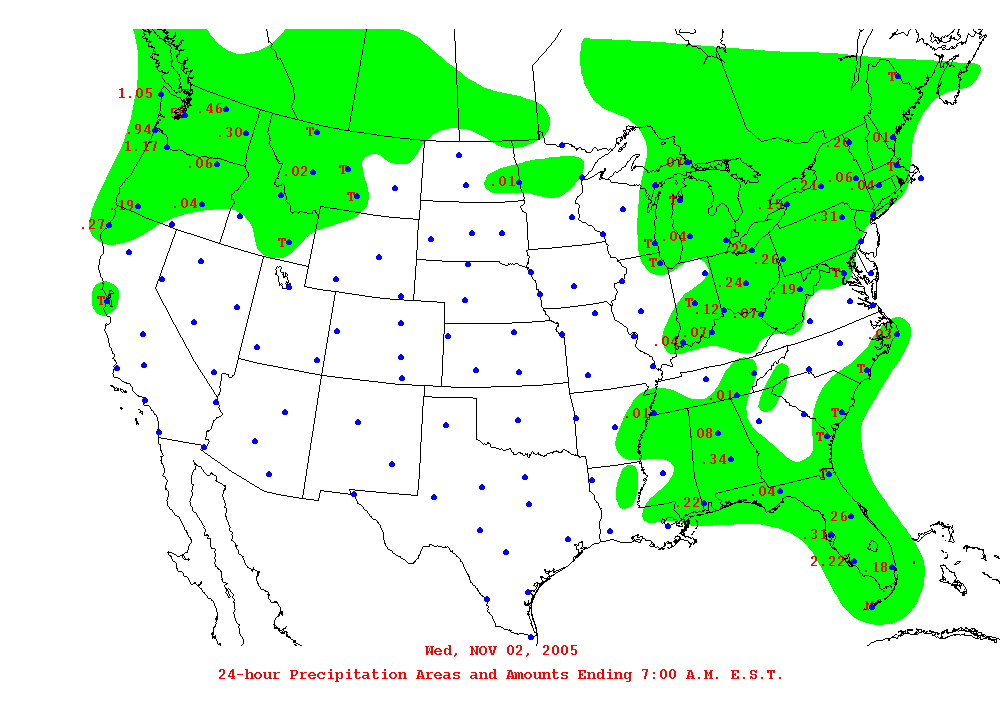 T
1.05
.46
.94
.30
T
.01
1.17
.26
.06
.02
T
.07
T
.01
.24
.06
.04
T
T
.19
.04
.15
.27
.31
T
.04
T
.22
.26
T
T
.24
.19
T
T
.12
.07
.07
.03
.04
T
.01
.01
T
.08
T
.34
T
.22
.04
.26
.31
2.22
.18
M
Wed, NOV 02, 2005
24-hour Precipitation Areas and Amounts Ending 7:00 A.M. E.S.T.